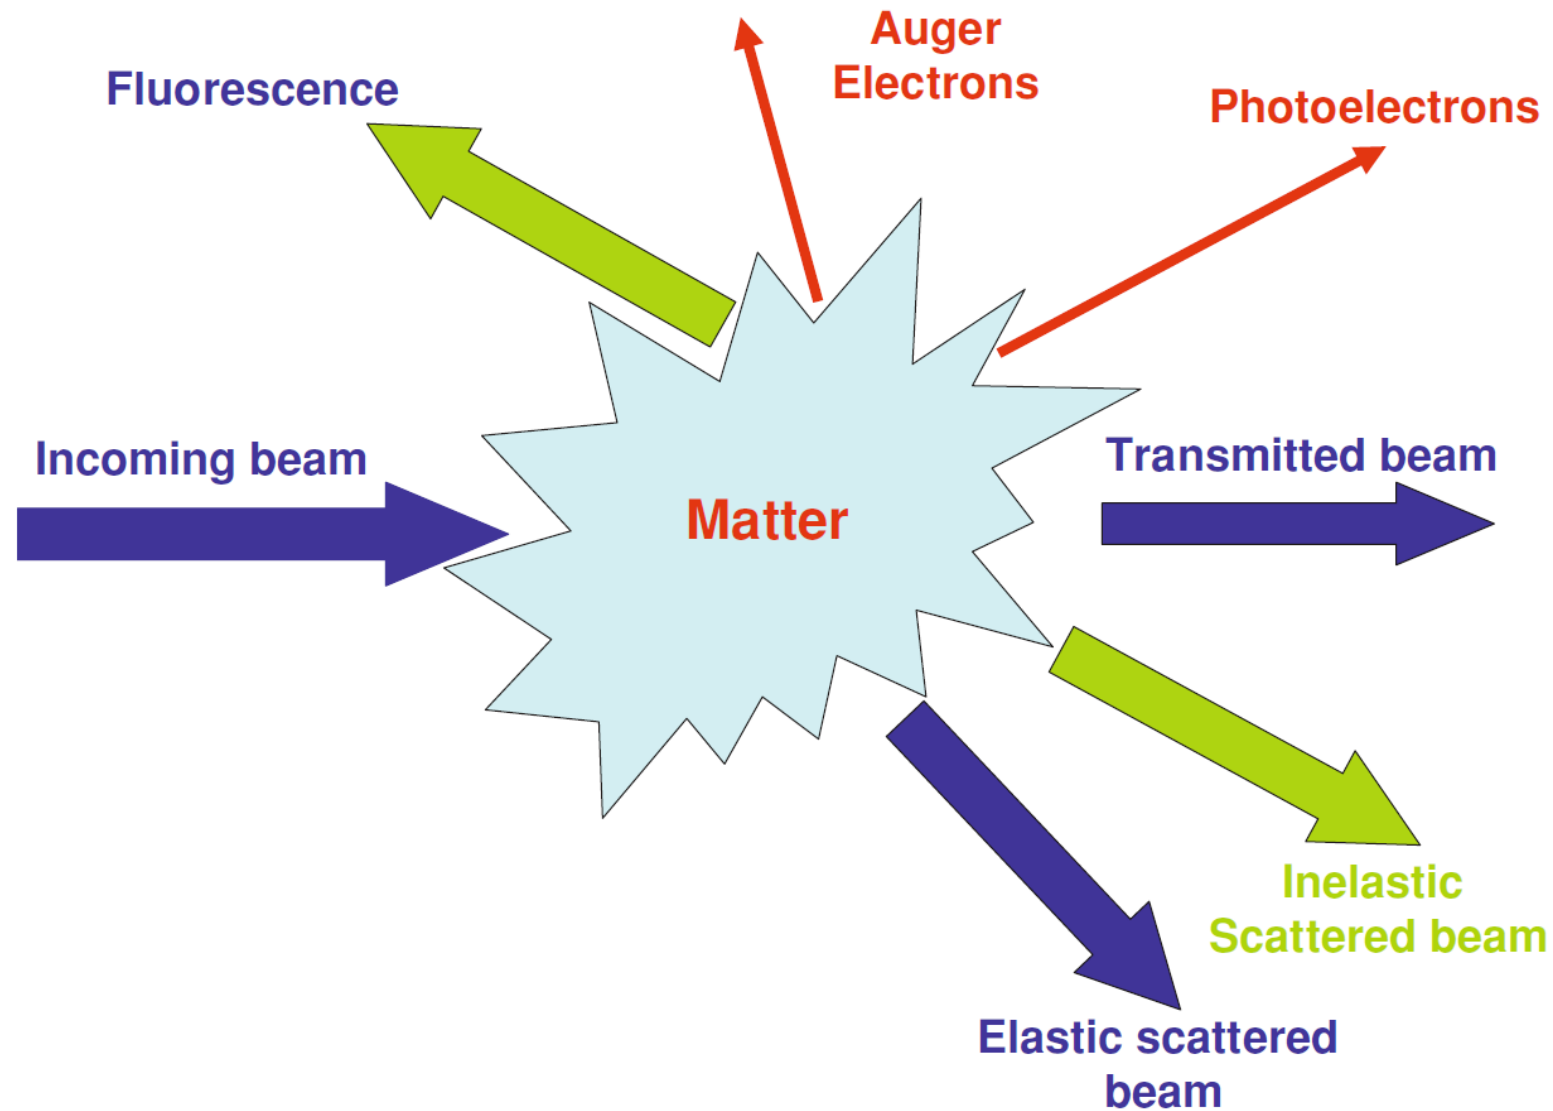 Auger
Electrons
Fluorescence
Photoelectrons
Incoming beam
Transmitted beam
Matter
Inelastic
Scattered beam
Elastic scattered
beam